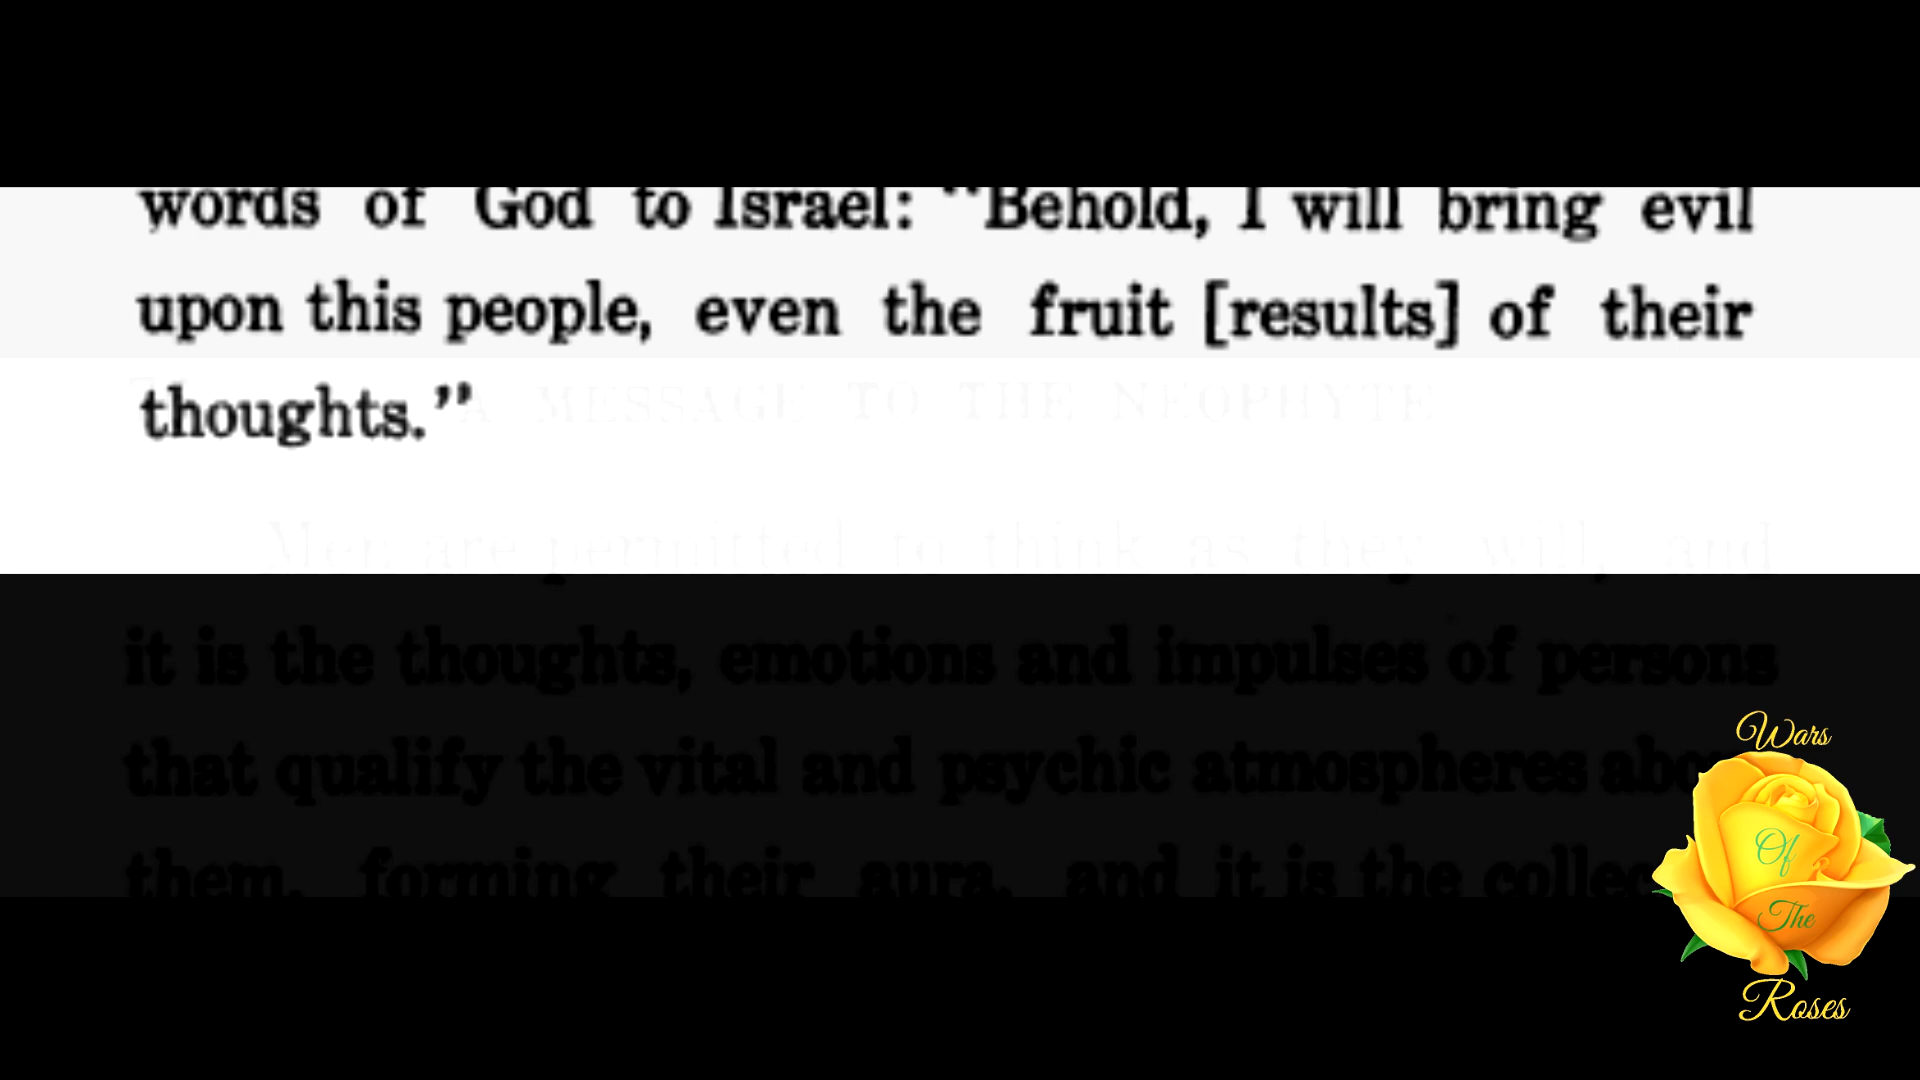 words of God to Israel: "Behold, I will bring evil
upon this people, even the fruit [results] of their
thoughts."
A MESSAGE TO THE NEOPHYTE
Men are permitted to think as they will, and
it is the thoughts, emotions and impulses of persons
that qualify the vital and psychic atmospheres
them, forming their aura, and it is the
Wars
Of
The
Roses